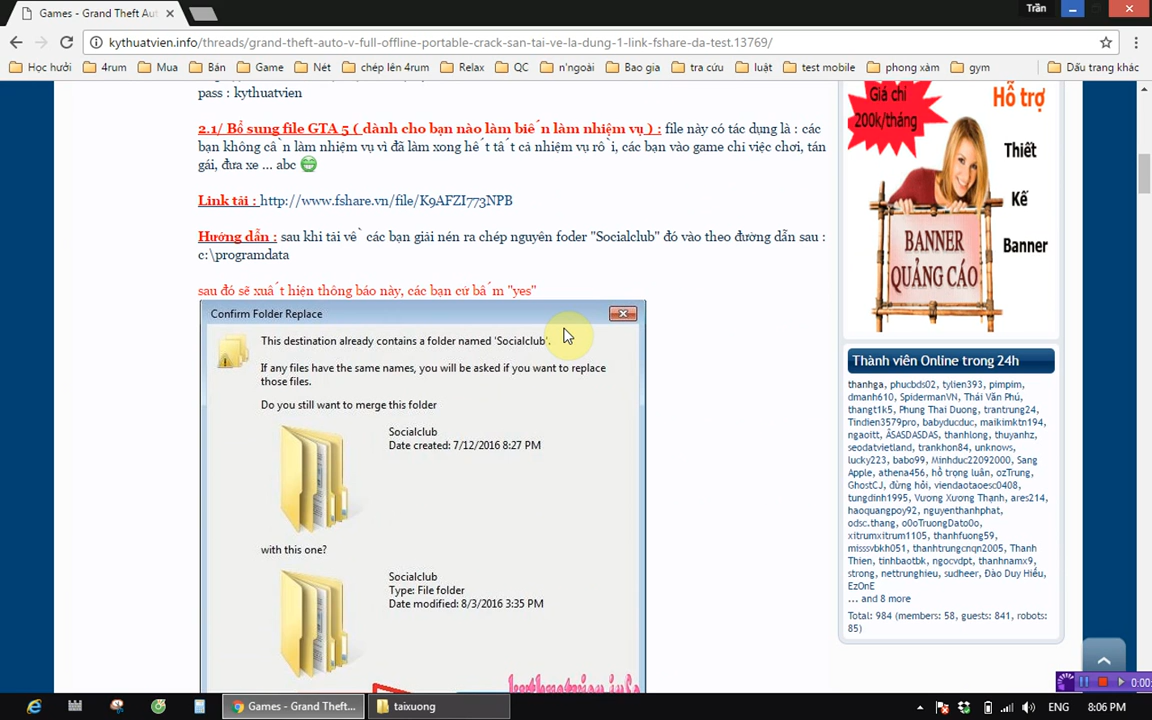 Games - Grand Theft Aut
Trần
kythuatvien.info/threads/grand-theft-auto-v-full-offline-portable-crack-san-tai-ve-la-dung-1-link-fshare-da-test.13769/
Học hưởi
4rum
Mua
Bán
Game
Nét
chép lên 4rum
Relax
QC
n'ngoài
Bao gia
tra cứu
luật
test mobile
phong xàm
gym
Dấu trang khác
pass : kythuatvien
2.1/ Bổ sung file GTA 5 ( dành cho bạn nào làm biến làm nhiệm vụ ) : file này có tác dụng là : các
bạn không cần làm nhiệm vụ vì đã làm xong hết tất cả nhiệm vụ rồi, các bạn vào game chỉ việc chơi, tán
gái, đưa xe ... abc
Link tải : http://www.fshare.vn/file/K9AFZI773NPB
Hướng dẫn : sau khi tải về các bạn giải nén ra chép nguyên foder "Socialclub" đó vào theo đường dẫn sau :
c:\programdata
sau đó sẽ xuất hiện thông báo này, các bạn cứ bấm "yes"
Confirm Folder Replace
This destination already contains a folder named 'Socialclub'.
If any files have the same names, you will be asked if you want to replace
those files.
Do you still want to merge this folder
Socialclub
Date created: 7/12/2016 8:27 PM
with this one?
Socialclub
Type: File folder
Date modified: 8/3/2016 3:35 PM
kythuatvien.info
Giá chỉ
200k/tháng
Hỗ trợ
Thiết
Kế
Banner
BANNER
QUẢNG CÁO
Thành viên Online trong 24h
thanhga, phucbds02, tylien393, pimpim,
dmanh610, SpidermanVN, Thái Văn Phú,
thangt1k5, Phung Thai Duong, trantrung24,
Tindien3579pro, babyducduc, maikimktn194,
ngaoitt, ÂSASDASDAS, thanhlong, thuyanhz,
seodatvietland, trankhon84, unknows,
lucky223, babo99, Minhduc22092000, Sang
Apple, athena456, hỗ trọng luân, ozTrung,
GhostCJ, đừng hỏi, viendaotaoesc0408,
tungdinh1995, Vương Xương Thạnh, ares214,
haoquangpoy92, nguyenthanhphat,
odsc.thang, o0oTruongDato0o,
xitrumxitrum1105, thanhfuong59,
misssvbkh051, thanhtrungcnqn2005, Thanh
Thien, tinhbaotbk, ngocvdpt, thanhnamx9,
strong, nettrunghieu, sudheer, Đào Duy Hiếu,
EzOnE
... and 8 more
Total: 984 (members: 58, guests: 841, robots:
85)
0:00:
Games - Grand Theft...
taixuong
ENG
8:06 PM